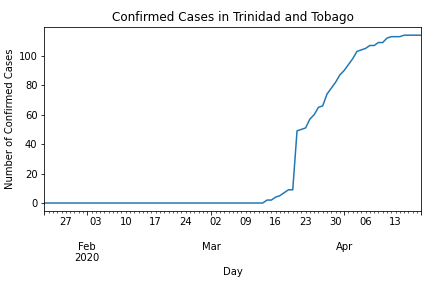 Confirmed Cases in Trinidad and Tobago
Number of Confirmed Cases
100
80
60
40
20
0
27 03 10 17 24 02 09 16 23 30 06 13
Feb Mar Apr
2020
Day